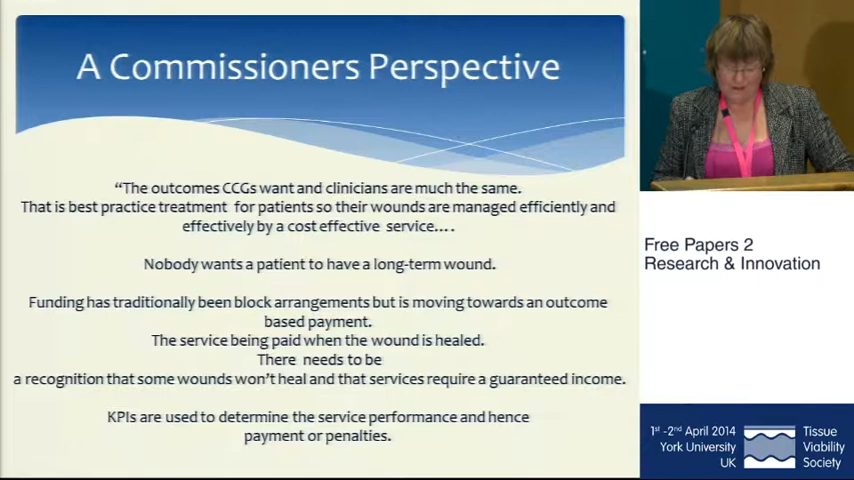 A Commissioners Perspective
“The outcomes CCGs want and clinicians are much the same.
That is best practice treatment for patients so their wounds are managed efficiently and
effectively by a cost effective service….
Nobody wants a patient to have a long-term wound.
Funding has traditionally been block arrangements but is moving towards an outcome
based payment.
The service being paid when the wound is healed.
There needs to be
a recognition that some wounds won’t heal and that services require a guaranteed income.
KPIs are used to determine the service performance and hence
payment or penalties.
Free Papers 2
Research & Innovation
1st -2nd April 2014
York University
UK
Tissue
Viability
Society